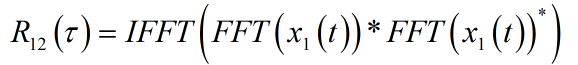 R₁₂(τ) = IFFT(FFT(x₁(t)) * FFT(x₁(t))^*)